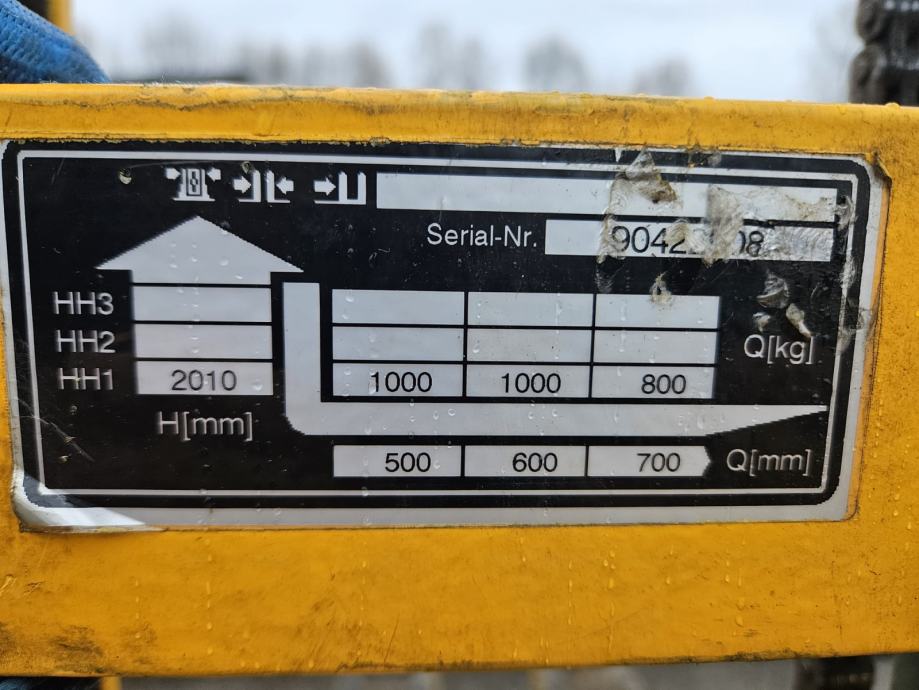 Serial-Nr.
HH3
HH2 Q[kg]
HH1 2010 1000 1000 800
H[mm]
500 600 700 Q[mm]